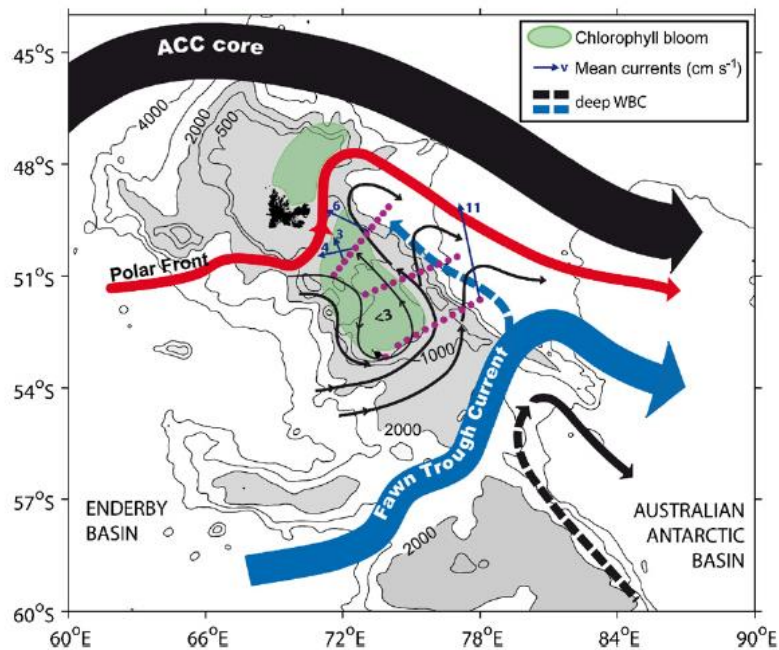 45°S
48°S
51°S
54°S
57°S
60°S
60°E
66°E
72°E
78°E
84°E
90°E
ACC core
Chlorophyll bloom
v Mean currents (cm s⁻¹)
deep WBC
4000
2000
500
6
3
4
11
Polar Front
<3
1000
2000
Fawn Trough Current
ENDERBY
BASIN
2000
AUSTRALIAN
ANTARCTIC
BASIN